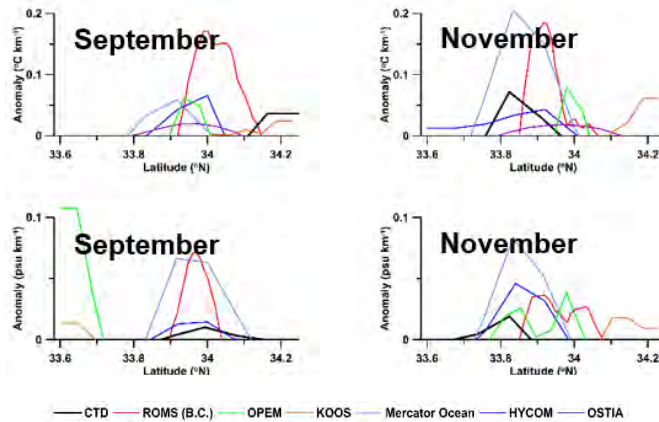 September
November
Anomaly (°C km⁻¹)
0.2
0.1
0
33.6 33.8 34 34.2
Latitude (°N)
Anomaly (°C km⁻¹)
0.2
0.1
0
33.6 33.8 34 34.2
Latitude (°N)
September
November
Anomaly (psu km⁻¹)
0.1
0
33.6 33.8 34 34.2
Latitude (°N)
Anomaly (psu km⁻¹)
0.1
0
33.6 33.8 34 34.2
Latitude (°N)
CTD ROMS (B.C.) OPEM KOOS Mercator Ocean HYCOM OSTIA